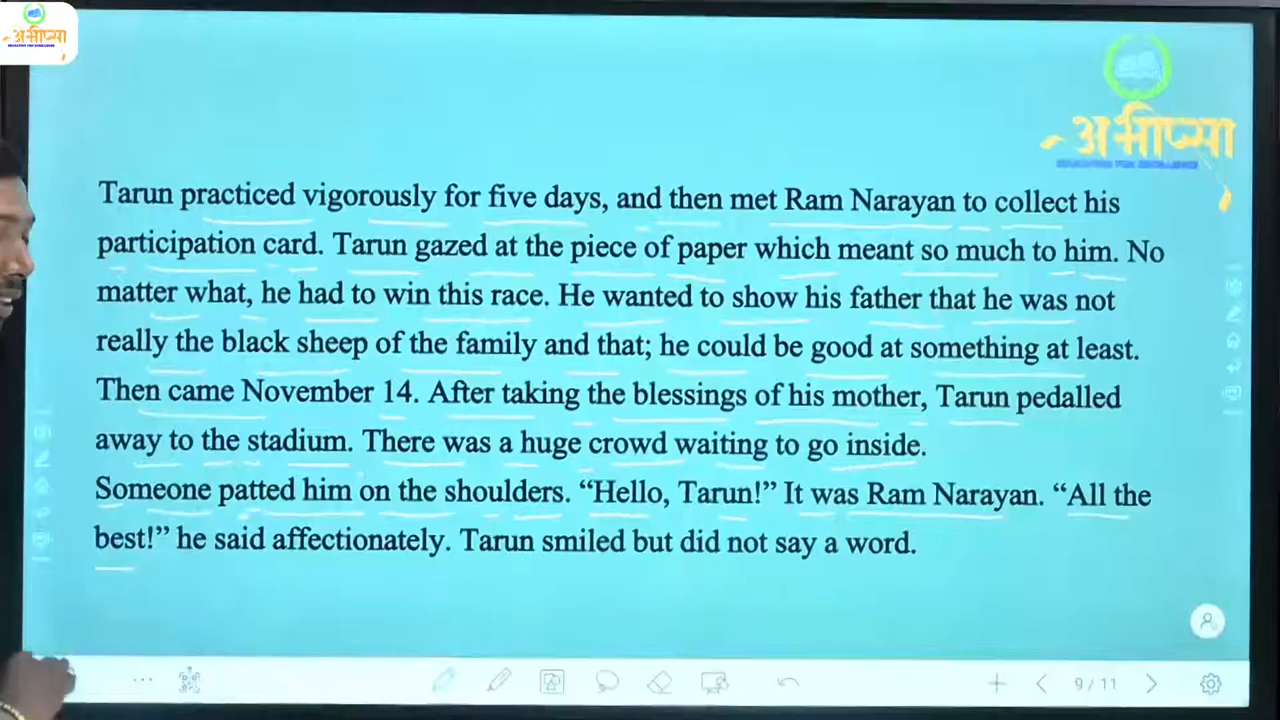 अभीप्सा
EDUCATION FOR EXCELLENCE
अभीप्सा
EDUCATION FOR EXCELLENCE
Tarun practiced vigorously for five days, and then met Ram Narayan to collect his
participation card. Tarun gazed at the piece of paper which meant so much to him. No
matter what, he had to win this race. He wanted to show his father that he was not
really the black sheep of the family and that; he could be good at something at least.
Then came November 14. After taking the blessings of his mother, Tarun pedalled
away to the stadium. There was a huge crowd waiting to go inside.
Someone patted him on the shoulders. “Hello, Tarun!” It was Ram Narayan. “All the
best!” he said affectionately. Tarun smiled but did not say a word.
9 / 11